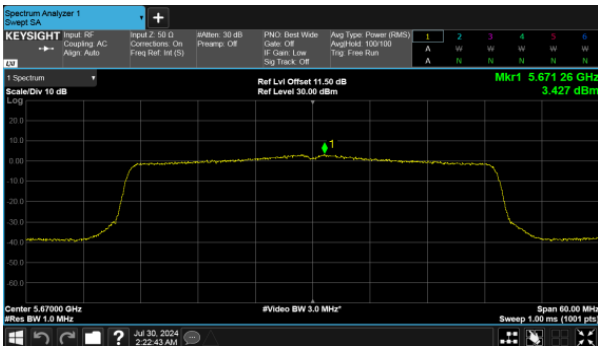 Spectrum Analyzer 1
Swept SA
+
KEYSIGHT
Input: RF
Coupling: AC
Align: Auto
Input Z: 50 Ω
Corrections: On
Freq Ref: Int (S)
#Atten: 30 dB
Preamp: Off
PNO: Best Wide
Gate: Off
IF Gain: Low
Sig Track: Off
Avg Type: Power (RMS)
Avg|Hold: 100/100
Trig: Free Run
1 2 3 4 5 6
A W W W W W
A N N N N N
LXI
1 Spectrum
Scale/Div 10 dB
Ref Lvl Offset 11.50 dB
Ref Level 30.00 dBm
Mkr1 5.671 26 GHz
3.427 dBm
Log
20.0
10.0
0.00
1
-10.0
-20.0
-30.0
-40.0
-50.0
-60.0
Center 5.67000 GHz
#Res BW 1.0 MHz
#Video BW 3.0 MHz*
Span 60.00 MHz
Sweep 1.00 ms (1001 pts)
?
Jul 30, 2024
2:22:43 AM